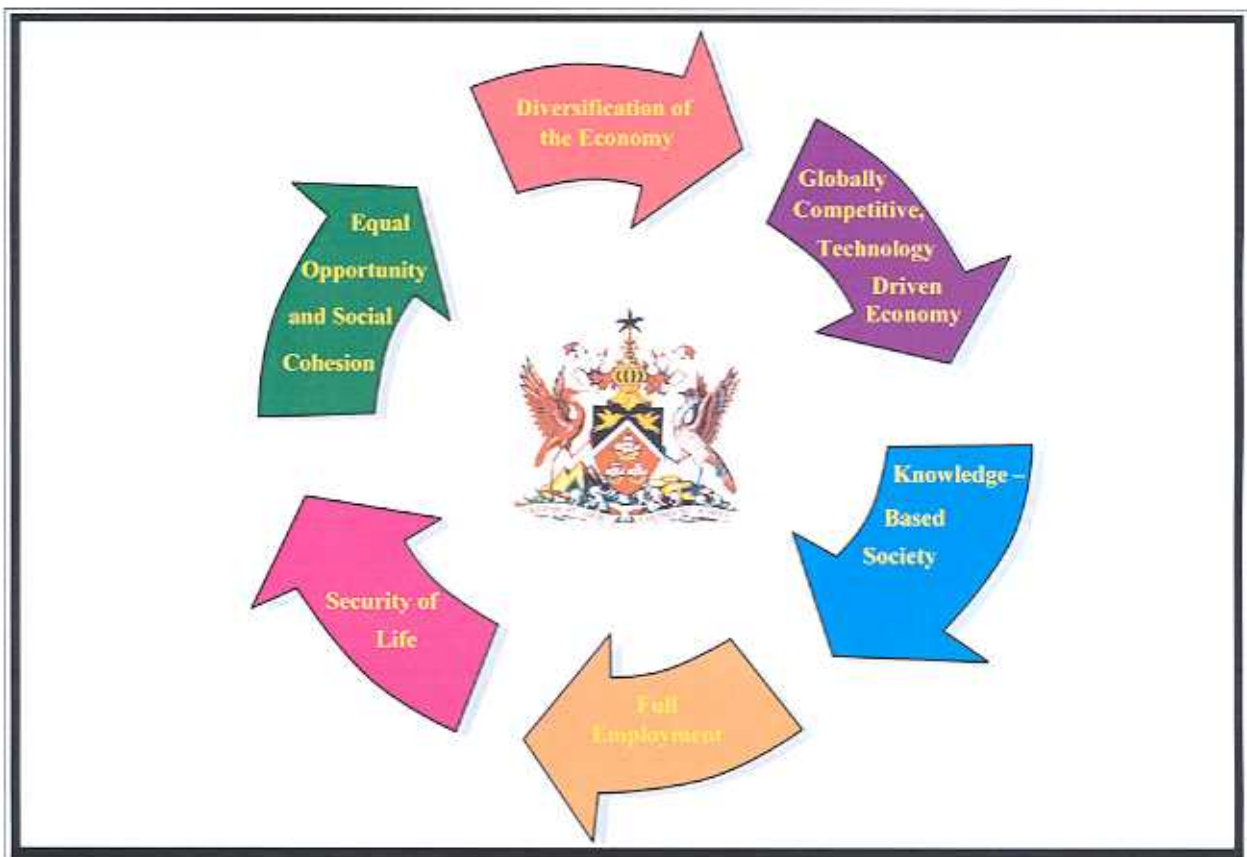 Diversification of
the Economy
Globally
Competitive,
Technology
Driven
Economy
Knowledge –
Based
Society
Full
Employment
Security of
Life
Equal
Opportunity
and Social
Cohesion